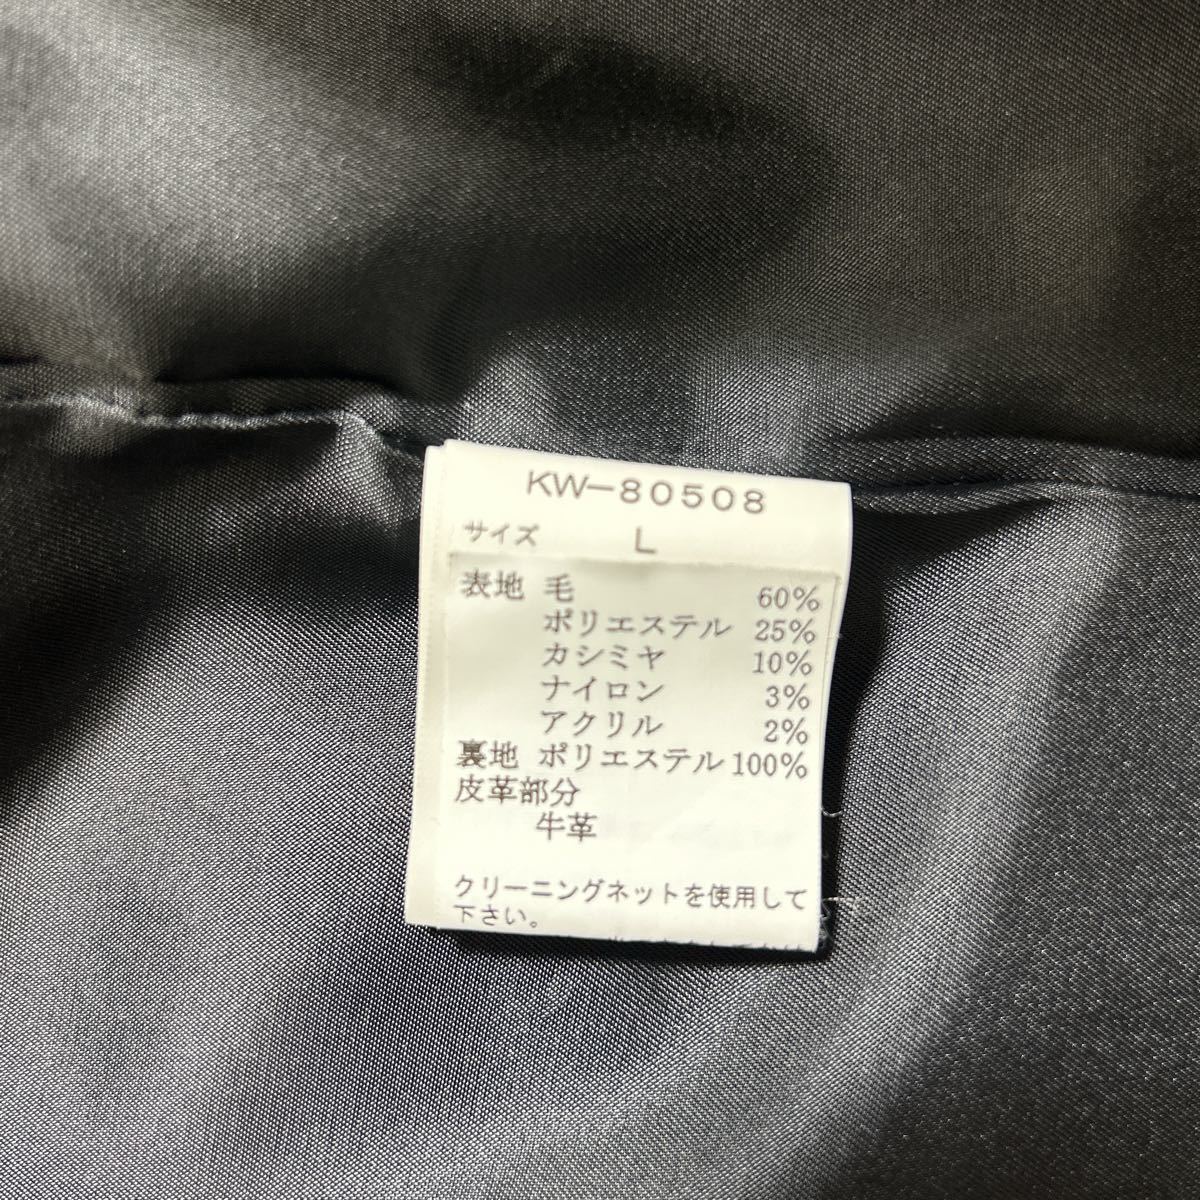 KW-80508
サイズ L
表地 毛 60%
ポリエステル 25%
カシミヤ 10%
ナイロン 3%
アクリル 2%
裏地 ポリエステル 100%
皮革部分
牛革
クリーニングネットを使用して
下さい。